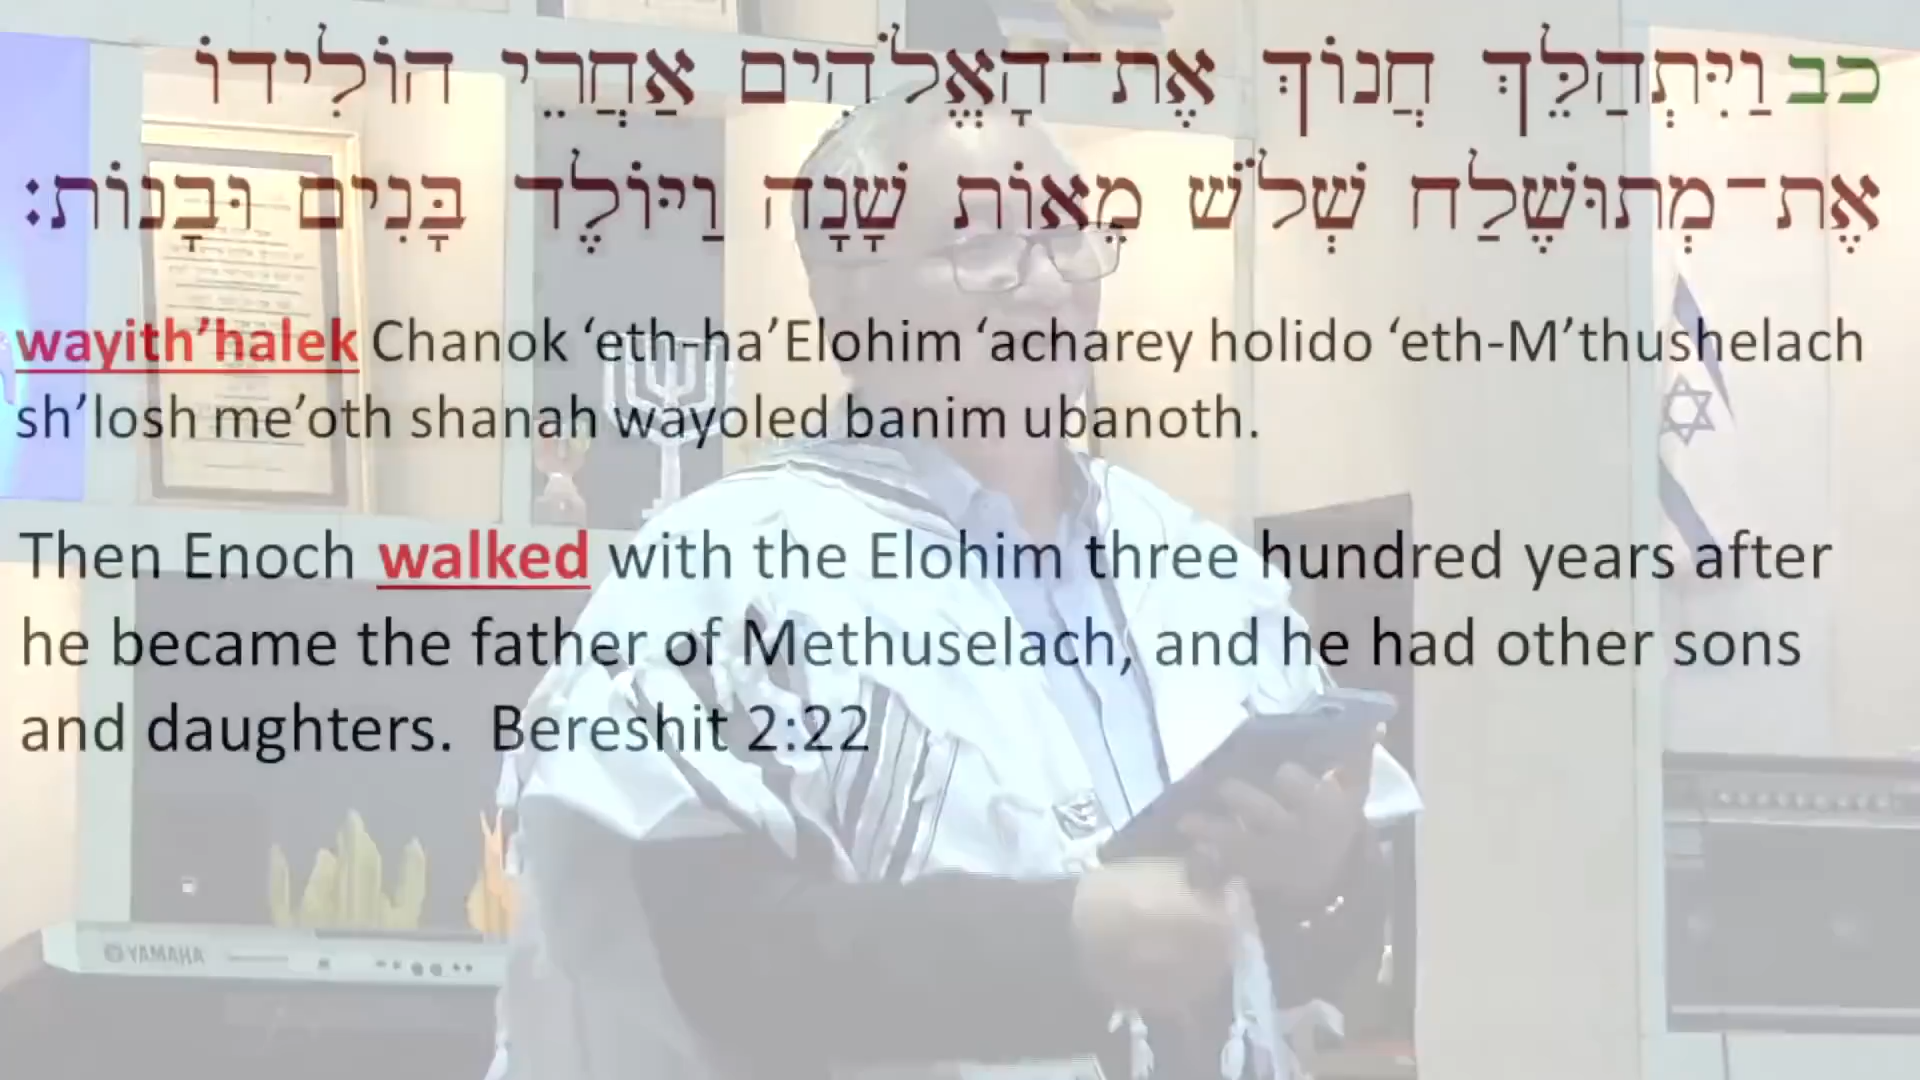 כב וַיִּתְהַלֵּךְ חֲנוֹךְ אֶת־הָאֱלֹהִים אַחֲרֵי הוֹלִידוֹ
אֶת־מְתוּשֶׁלַח שְׁלֹשׁ מֵאוֹת שָׁנָה וַיּוֹלֶד בָּנִים וּבָנוֹת׃
wayith’halek Chanok ‘eth-ha’Elohim ‘acharey holido ‘eth-M’thushelach
sh’losh me’oth shanah wayoled banim ubanoth.
Then Enoch walked with the Elohim three hundred years after
he became the father of Methuselach, and he had other sons
and daughters. Bereshit 2:22
YAMAHA